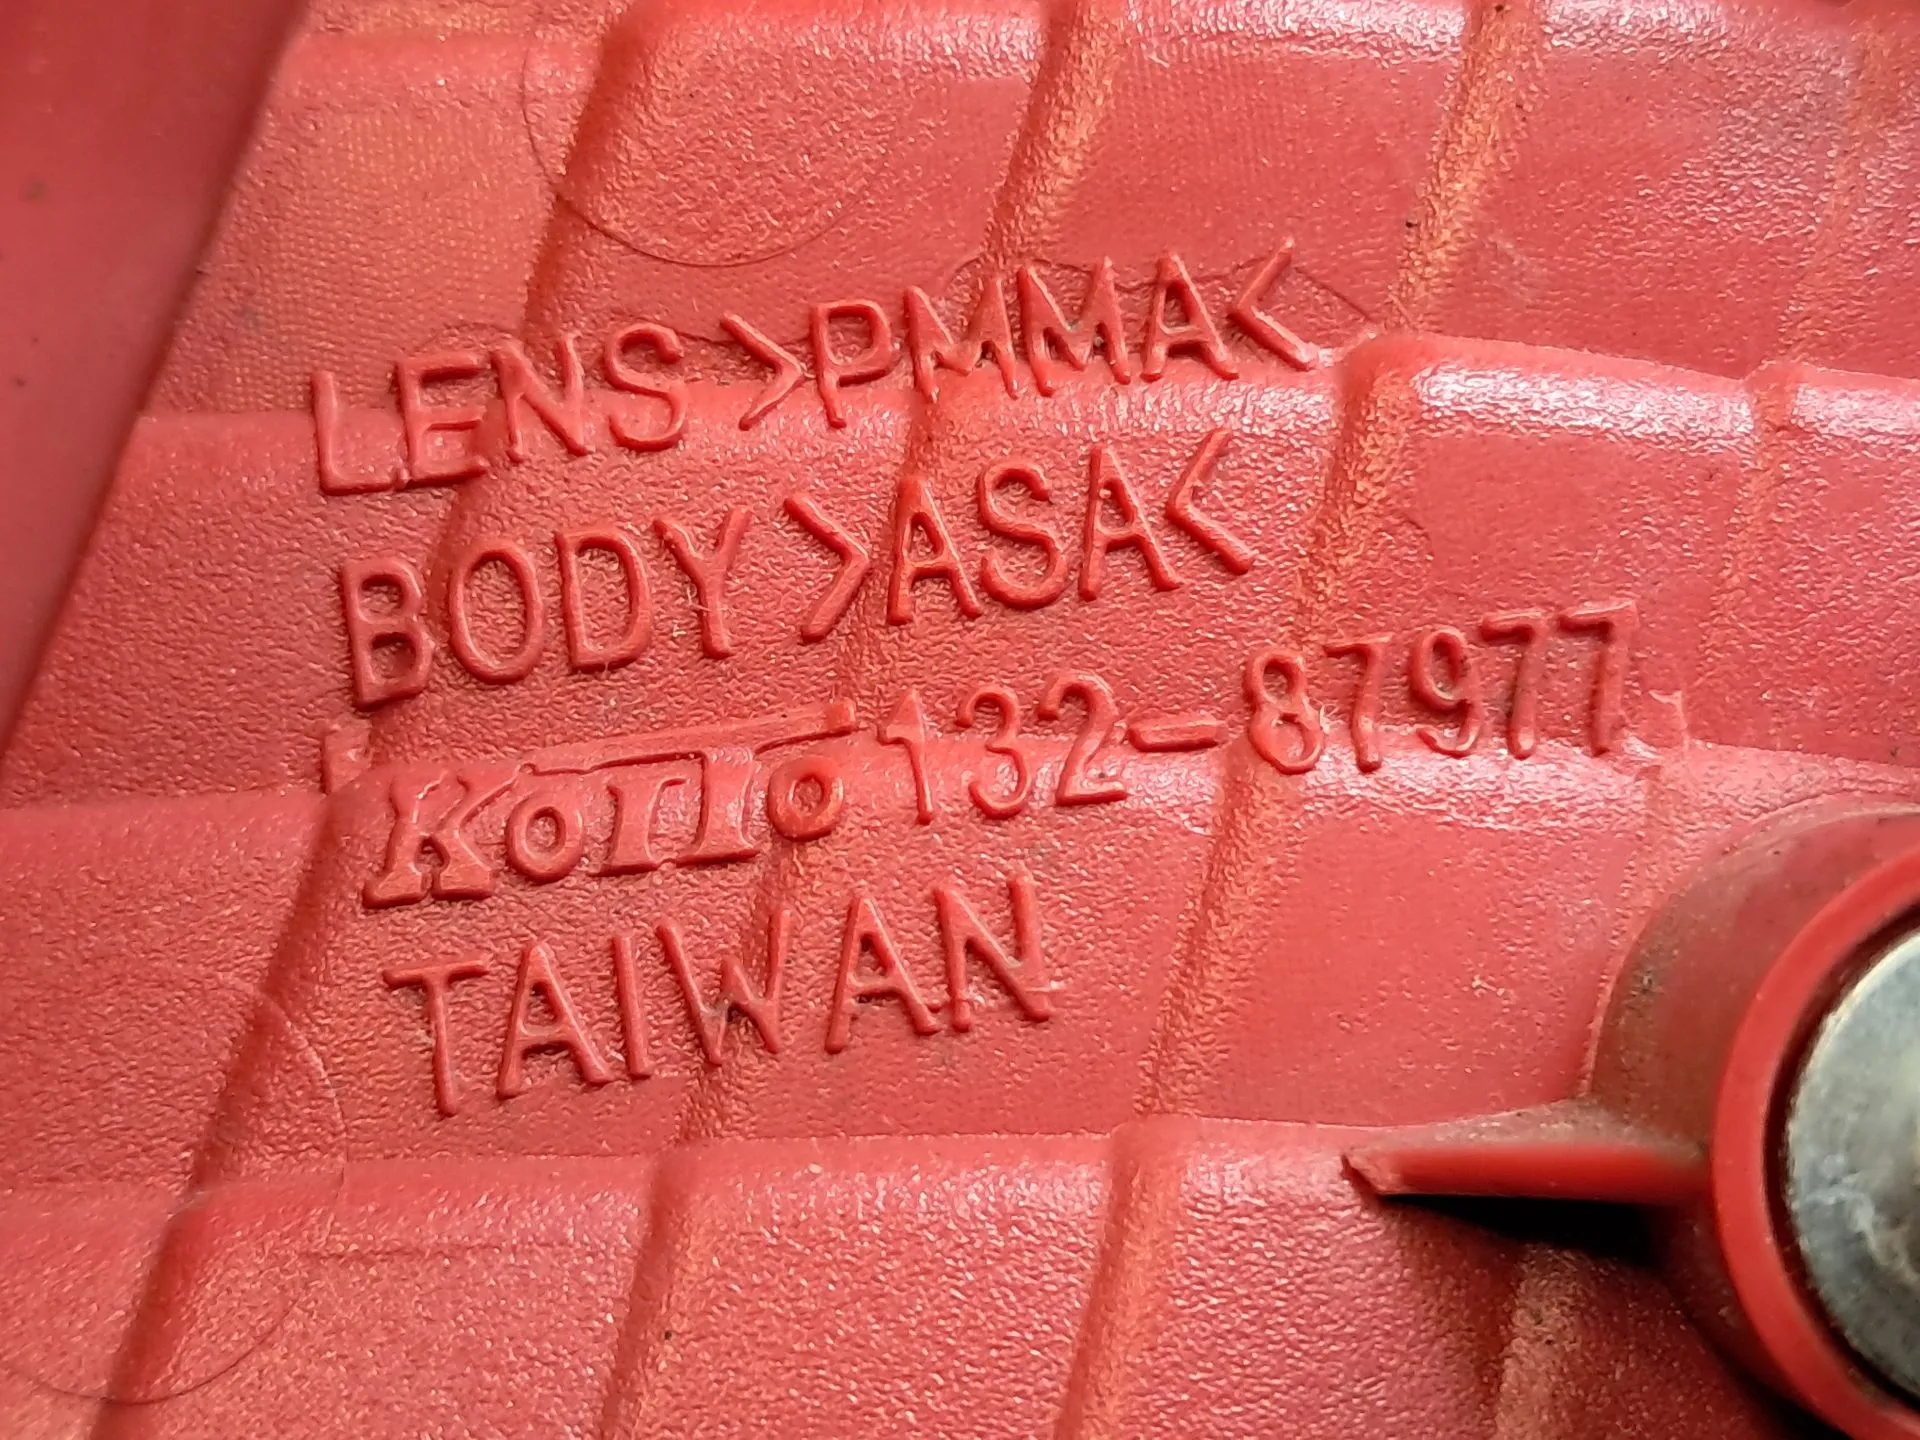 LENS >PMMA<
BODY >ASA<
KoiTo 132-87977
TAIWAN